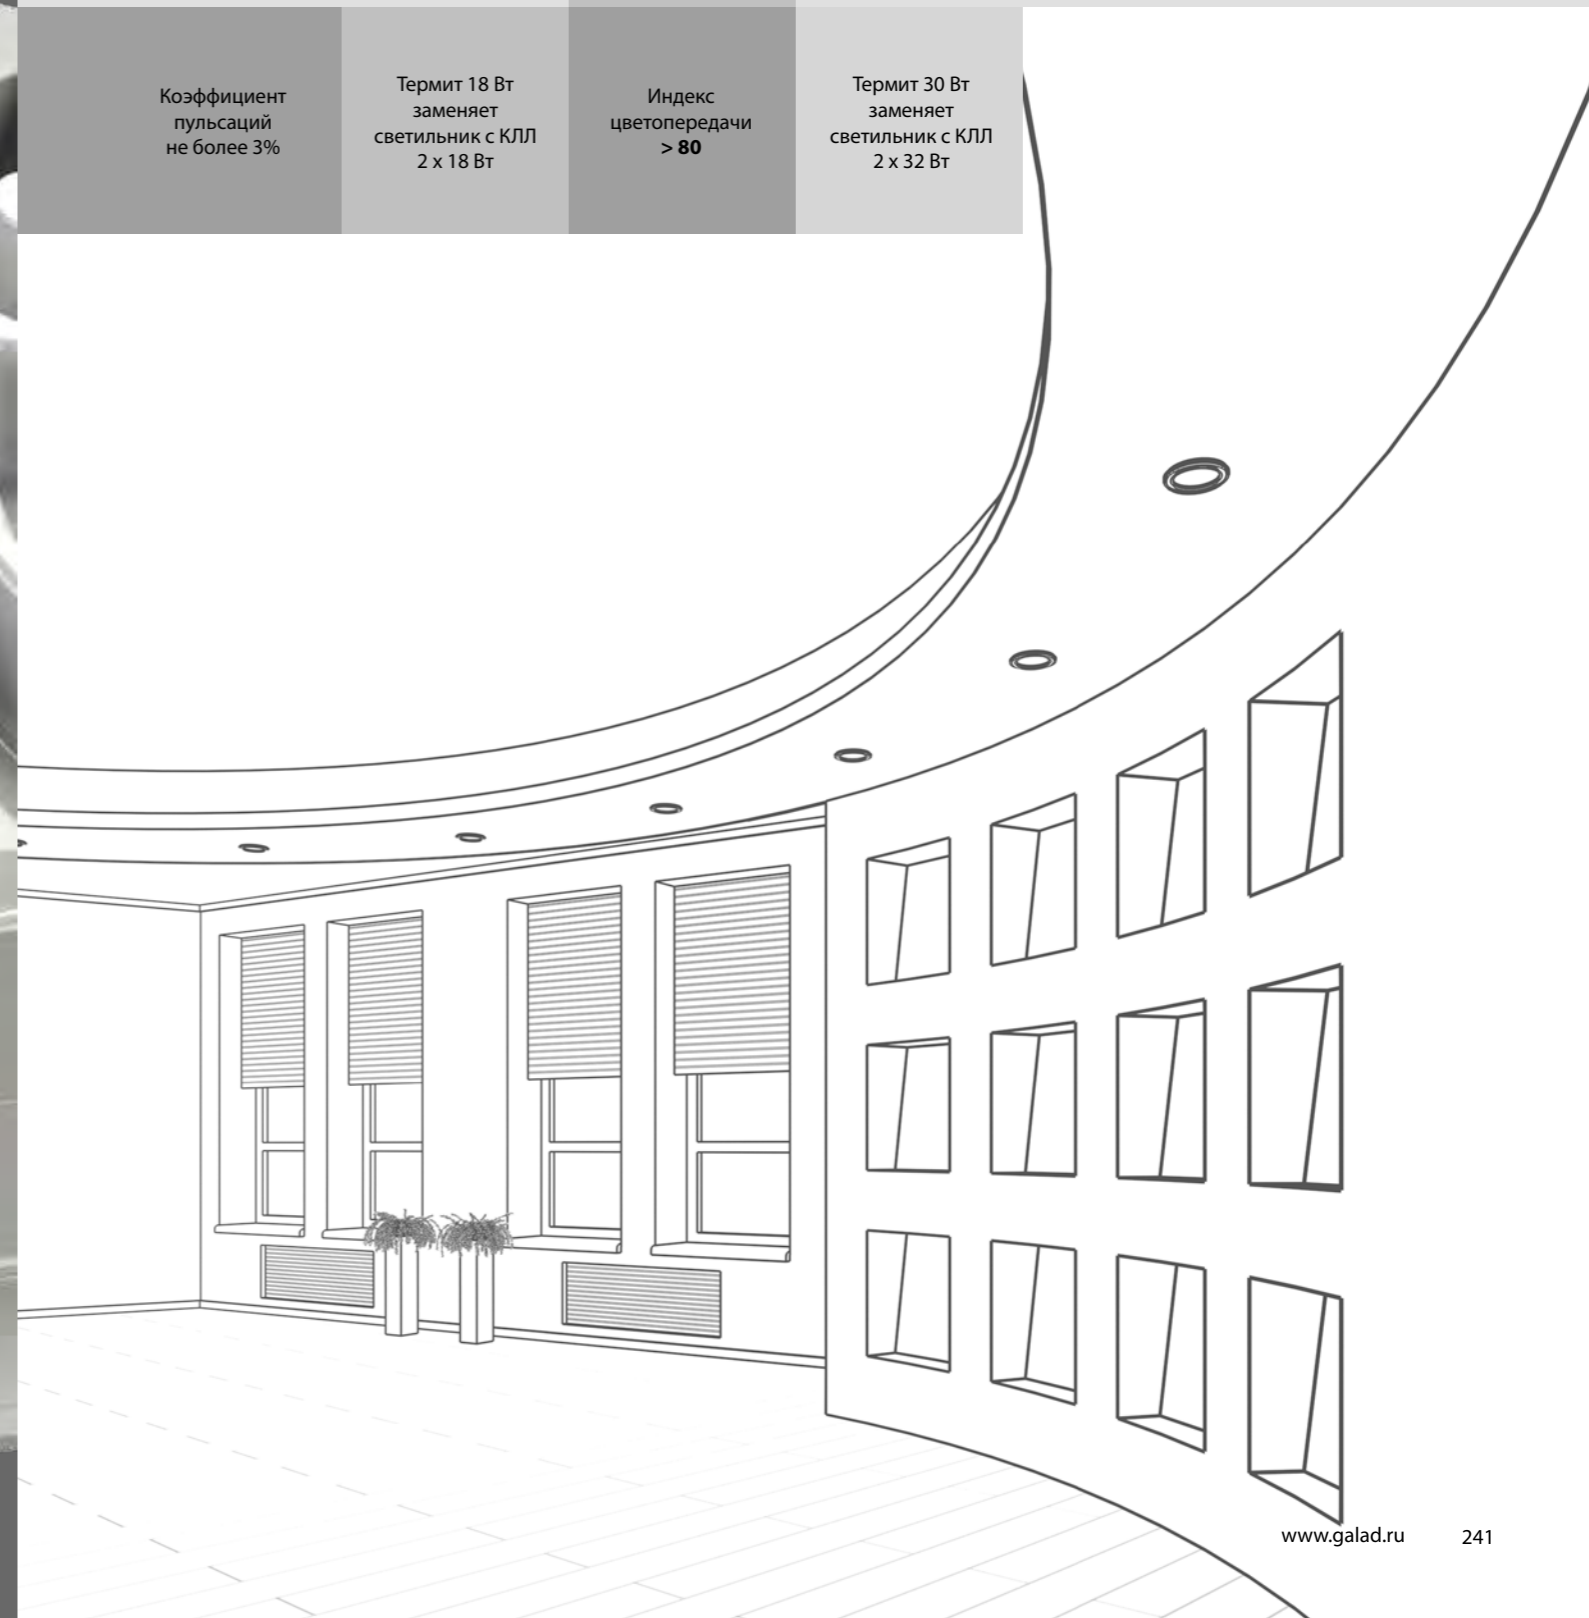 Коэффициент
пульсаций
не более 3%
Термит 18 Вт
заменяет
светильник с КЛЛ
2 х 18 Вт
Индекс
цветопередачи
> 80
Термит 30 Вт
заменяет
светильник с КЛЛ
2 х 32 Вт
www.galad.ru 241